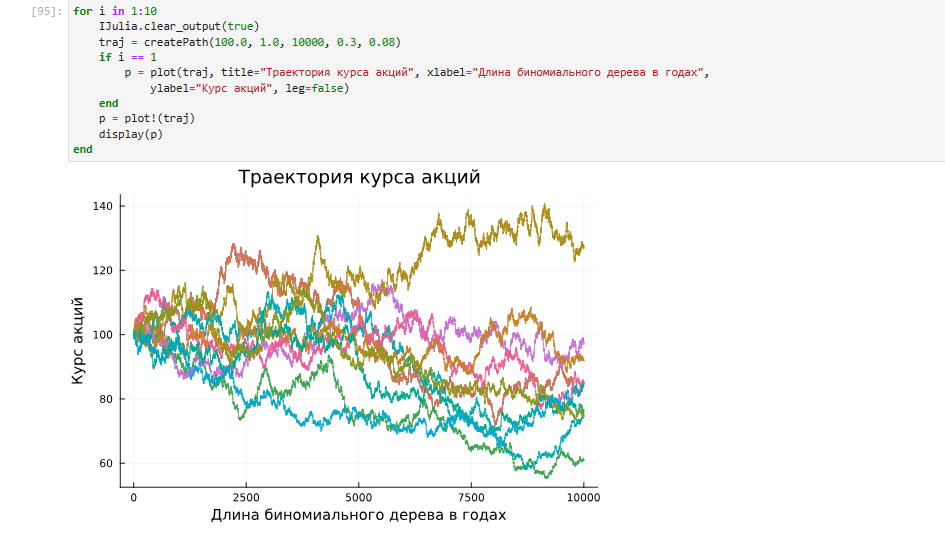 [95]: for i in 1:10
IJulia.clear_output(true)
traj = createPath(100.0, 1.0, 10000, 0.3, 0.08)
if i == 1
p = plot(traj, title="Траектория курса акций", xlabel="Длина биномиального дерева в годах",
ylabel="Курс акций", leg=false)
end
p = plot!(traj)
display(p)
end
Траектория курса акций
140
120
100
80
60
Курс акций
0 2500 5000 7500 10000
Длина биномиального дерева в годах